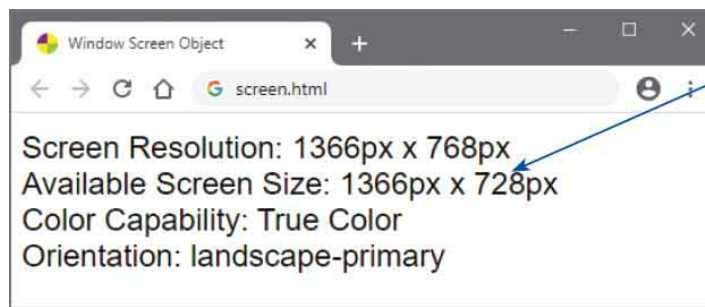 Window Screen Object
screen.html
Screen Resolution: 1366px x 768px
Available Screen Size: 1366px x 728px
Color Capability: True Color
Orientation: landscape-primary